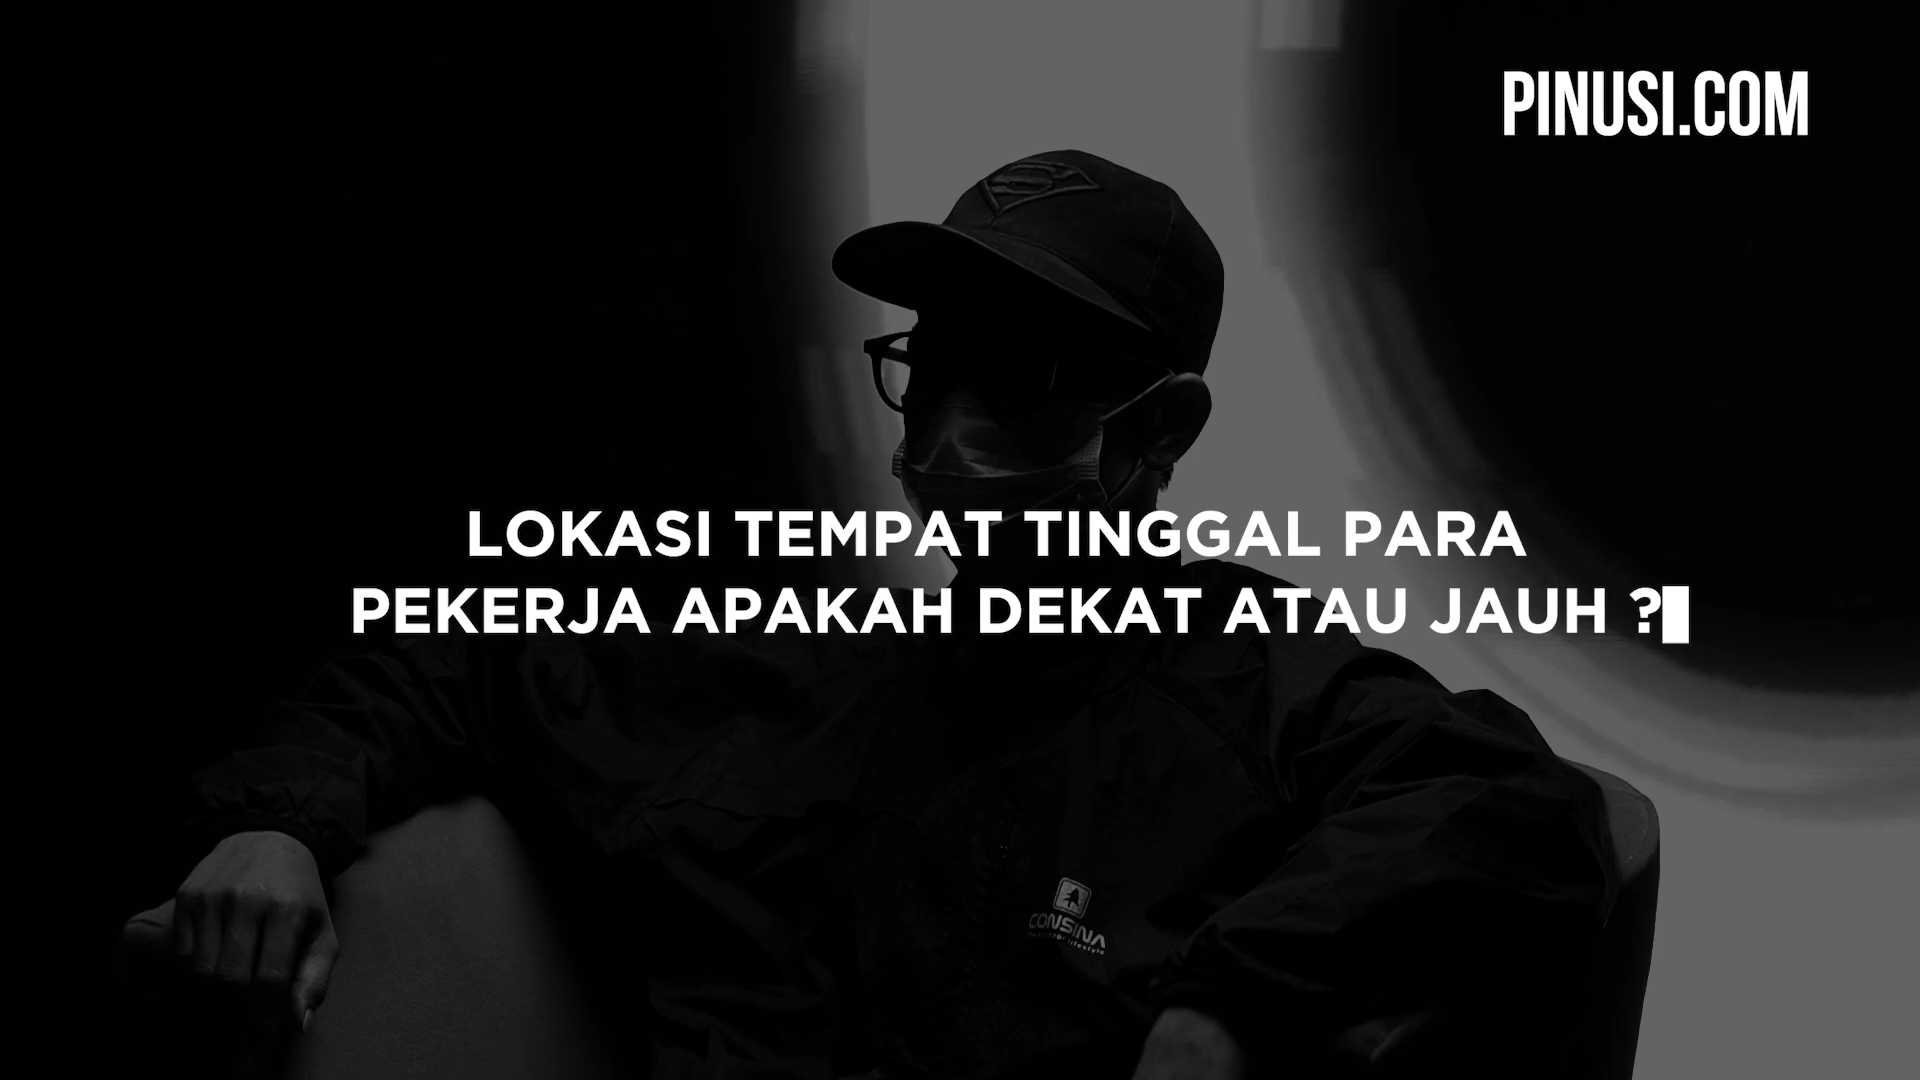 PINUSI.COM
LOKASI TEMPAT TINGGAL PARA
PEKERJA APAKAH DEKAT ATAU JAUH ?
CONSINA